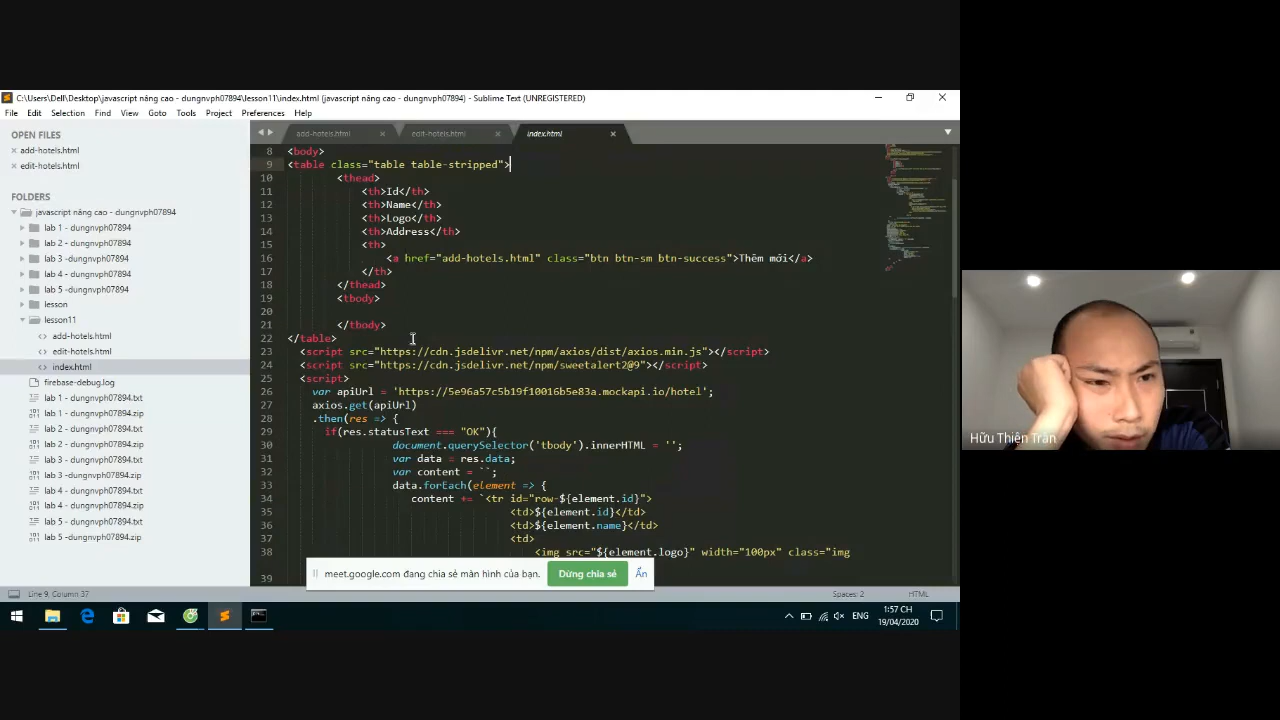 C:\Users\Dell\Desktop\javascript nâng cao - dungnvph07894\lesson11\index.html (javascript nâng cao - dungnvph07894) - Sublime Text (UNREGISTERED)
File Edit Selection Find View Goto Tools Project Preferences Help
OPEN FILES
add-hotels.html
edit-hotels.html
FOLDERS
javascript nâng cao - dungnvph07894
lab 1 - dungnvph07894
lab 2 - dungnvph07894
lab 3 - dungnvph07894
lab 4 - dungnvph07894
lab 5 -dungnvph07894
lesson
lesson11
add-hotels.html
edit-hotels.html
index.html
firebase-debug.log
lab 1 - dungnvph07894.txt
lab 1 - dungnvph07894.zip
lab 2 - dungnvph07894.txt
lab 2 - dungnvph07894.zip
lab 3 - dungnvph07894.txt
lab 3 -dungnvph07894.zip
lab 4 - dungnvph07894.txt
lab 4 - dungnvph07894.zip
lab 5 - dungnvph07894.txt
lab 5 -dungnvph07894.zip
add-hotels.html edit-hotels.html index.html
8 <body>
9 <table class="table table-stripped">
10 <thead>
11 <th>Id</th>
12 <th>Name</th>
13 <th>Logo</th>
14 <th>Address</th>
15 <th>
16 <a href="add-hotels.html" class="btn btn-sm btn-success">Thêm mới</a>
17 </th>
18 </thead>
19 <tbody>
20
21 </tbody>
22 </table>
23 <script src="https://cdn.jsdelivr.net/npm/axios/dist/axios.min.js"></script>
24 <script src="https://cdn.jsdelivr.net/npm/sweetalert2@9"></script>
25 <script>
26 var apiUrl = 'https://5e96a57c5b19f10016b5e83a.mockapi.io/hotel';
27 axios.get(apiUrl)
28 .then(res => {
29 if(res.statusText === "OK"){
30 document.querySelector('tbody').innerHTML = '';
31 var data = res.data;
32 var content = ``;
33 data.forEach(element => {
34 content += `<tr id="row-${element.id}">
35 <td>${element.id}</td>
36 <td>${element.name}</td>
37 <td>
38 <img src="${element.logo}" width="100px" class="img
39
meet.google.com đang chia sẻ màn hình của bạn. Dừng chia sẻ Ẩn
Line 9, Column 37 Spaces: 2 HTML
ENG 1:57 CH
19/04/2020
Hữu Thiện Trần